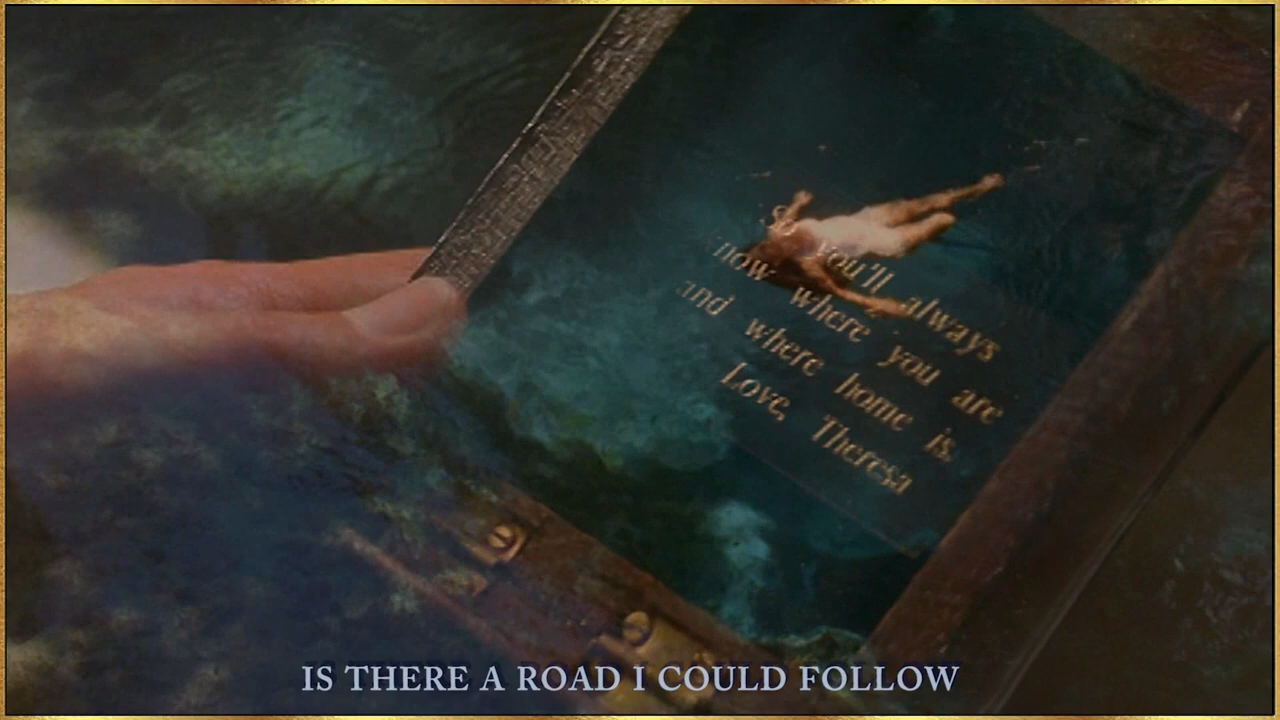 So you'll always
know where you are
and where home is.
Love, Theresa
IS THERE A ROAD I COULD FOLLOW